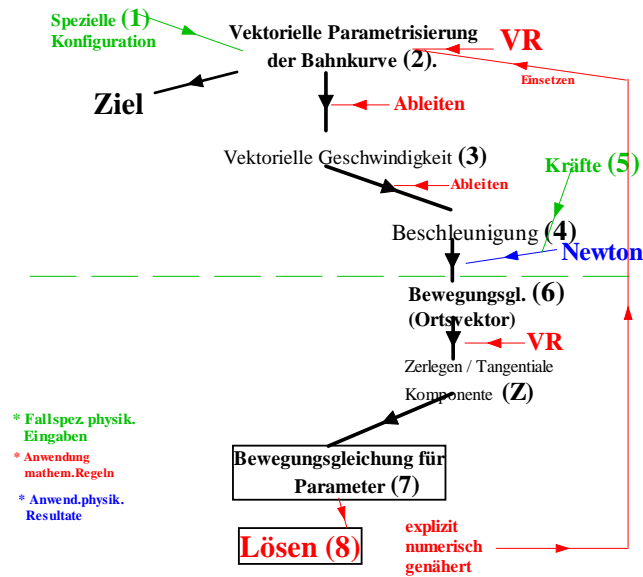 Spezielle (1)
Konfiguration
Vektorielle Parametrisierung
der Bahnkurve (2).
VR
Einsetzen
Ziel
Ableiten
Vektorielle Geschwindigkeit (3)
Kräfte (5)
Ableiten
Beschleunigung (4)
Newton
Bewegungsgl. (6)
(Ortsvektor)
VR
Zerlegen / Tangentiale
Komponente (Z)
* Fallspez. physik.
Eingaben
* Anwendung
mathem.Regeln
* Anwend.physik.
Resultate
Bewegungsgleichung für
Parameter (7)
Lösen (8)
explizit
numerisch
genähert